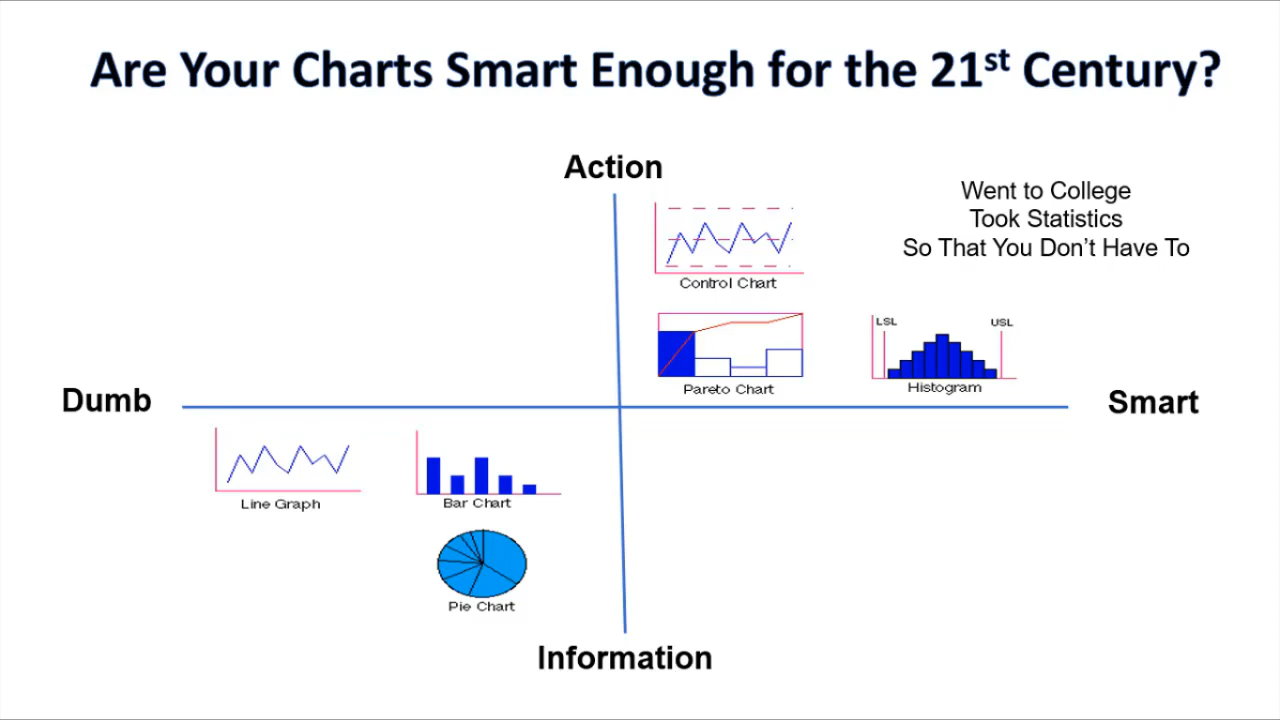 Are Your Charts Smart Enough for the 21st Century?
Action
Went to College
Took Statistics
So That You Don't Have To
Control Chart
LSL
USL
Pareto Chart
Histogram
Dumb
Smart
Line Graph
Bar Chart
Pie Chart
Information